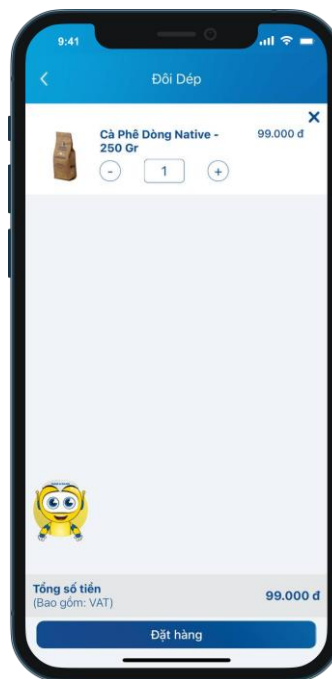 9:41
Đôi Dép
Cà Phê Dòng Native -
250 Gr
99.000 đ
- 1 +
Tổng số tiền
(Bao gồm: VAT)
99.000 đ
Đặt hàng